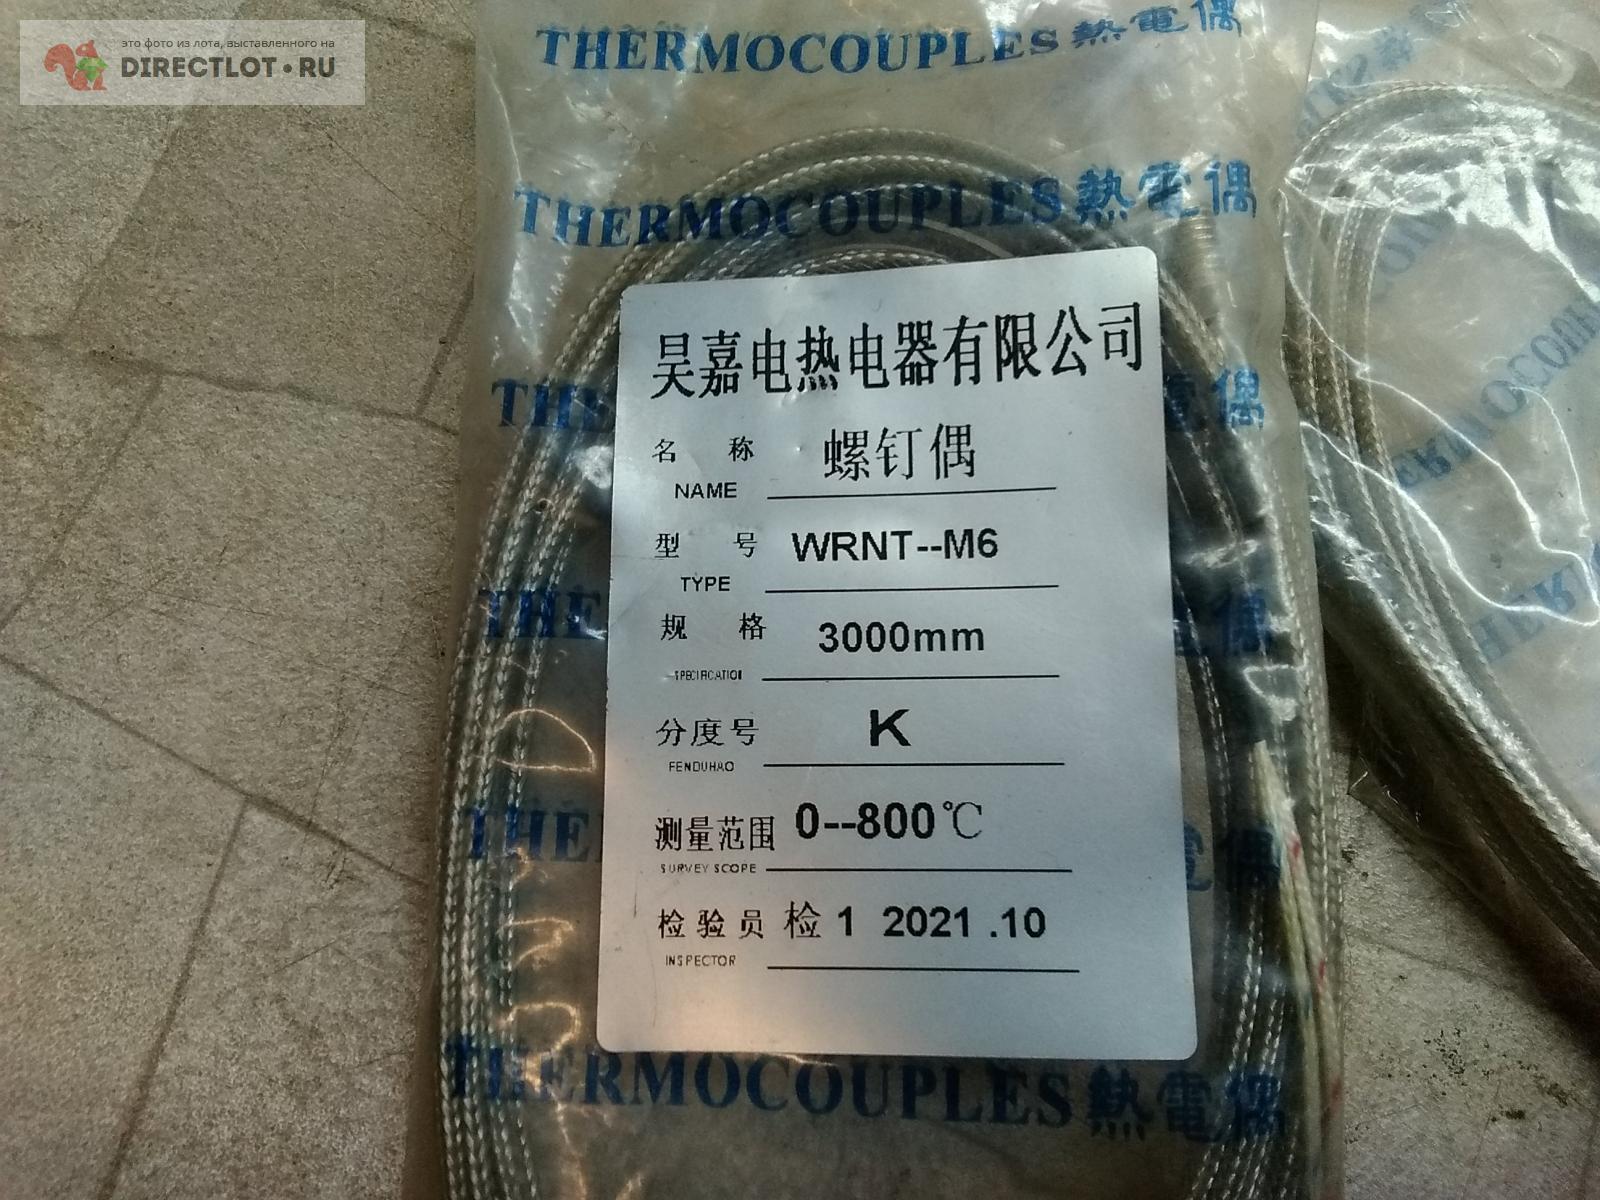 это фото из лота, выставленного на
DIRECTLOT.RU
THERMOCOUPLES 熱電偶
THERMOCOUPLES 熱電偶
昊嘉电热电器有限公司
名 称 螺钉偶
NAME
型 号 WRNT--M6
TYPE
规 格 3000mm
SPECIFICATION
分度号 K
FENDUHAO
测量范围 0--800℃
SURVEY SCOPE
检验员 检 1 2021.10
INSPECTOR
THERMOCOUPLES 熱電偶